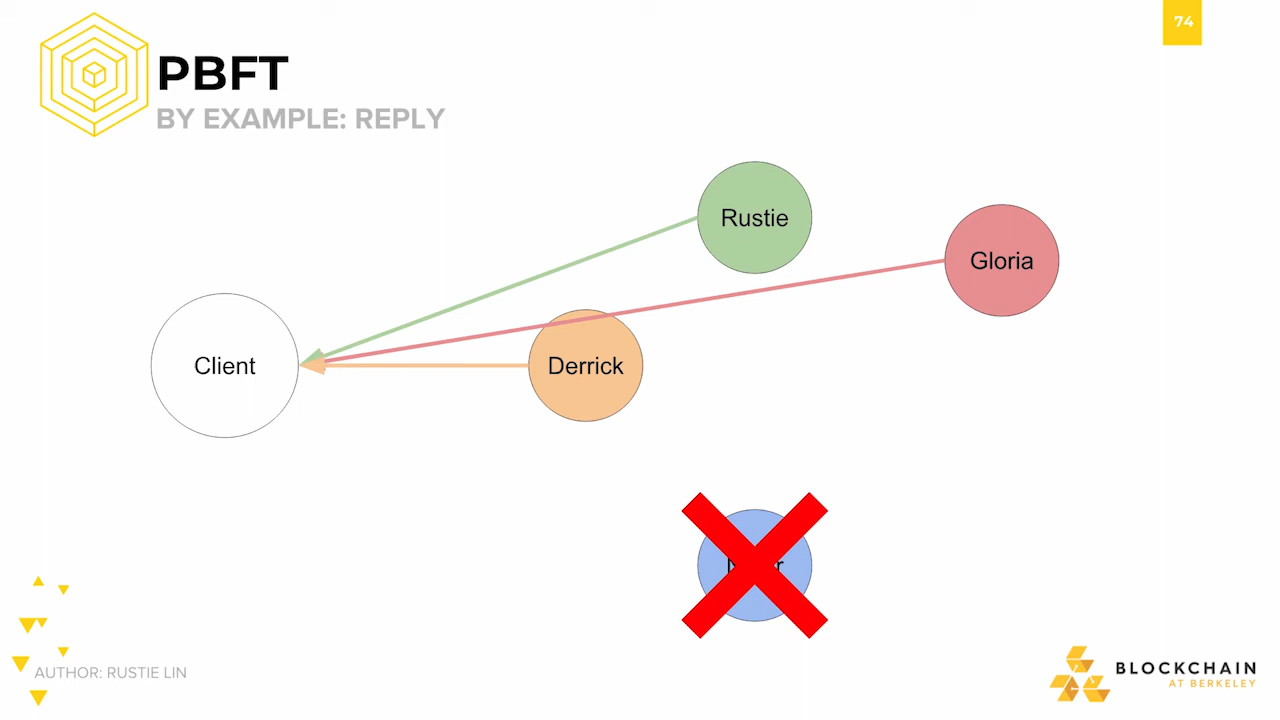 74
PBFT
BY EXAMPLE: REPLY
Rustie
Gloria
Client
Derrick
AUTHOR: RUSTIE LIN
BLOCKCHAIN
AT BERKELEY